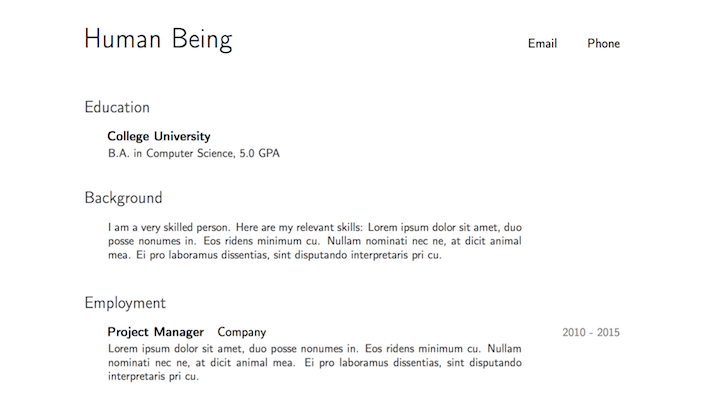 Human Being
Email Phone
Education
College University
B.A. in Computer Science, 5.0 GPA
Background
I am a very skilled person. Here are my relevant skills: Lorem ipsum dolor sit amet, duo
posse nonumes in. Eos ridens minimum cu. Nullam nominati nec ne, at dicit animal
mea. Ei pro laboramus dissentias, sint disputando interpretaris pri cu.
Employment
Project Manager Company 2010 - 2015
Lorem ipsum dolor sit amet, duo posse nonumes in. Eos ridens minimum cu. Nullam
nominati nec ne, at dicit animal mea. Ei pro laboramus dissentias, sint disputando
interpretaris pri cu.